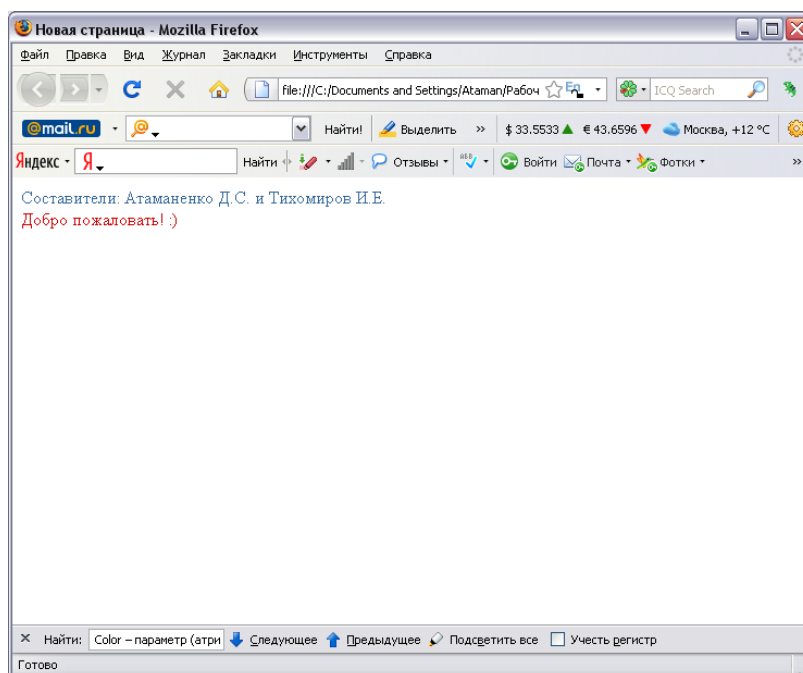 Новая страница - Mozilla Firefox
Файл Правка Вид Журнал Закладки Инструменты Справка
file:///C:/Documents and Settings/Ataman/Рабоч ICQ Search
@mail.ru Найти! Выделить » $ 33.5533 € 43.6596 Москва, +12 °C
Яндекс Я Найти Отзывы Войти Почта Фотки »
Составители: Атаманенко Д.С. и Тихомиров И.Е.
Добро пожаловать! :)
Найти: Color – параметр (атри Следующее Предыдущее Подсветить все Учесть регистр
Готово